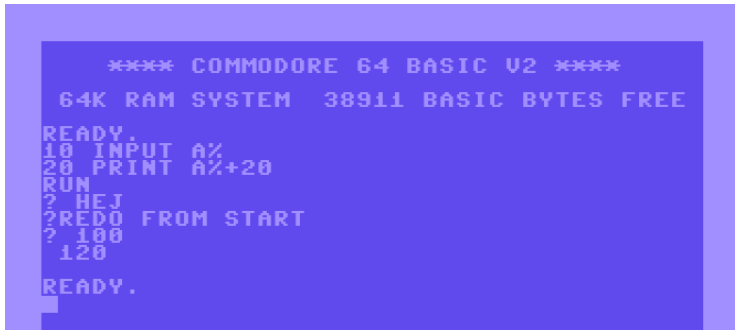 **** COMMODORE 64 BASIC V2 ****
64K RAM SYSTEM  38911 BASIC BYTES FREE
READY.
10 INPUT A%
20 PRINT A%+20
RUN
? HEJ
?REDO FROM START
? 100
 120
READY.